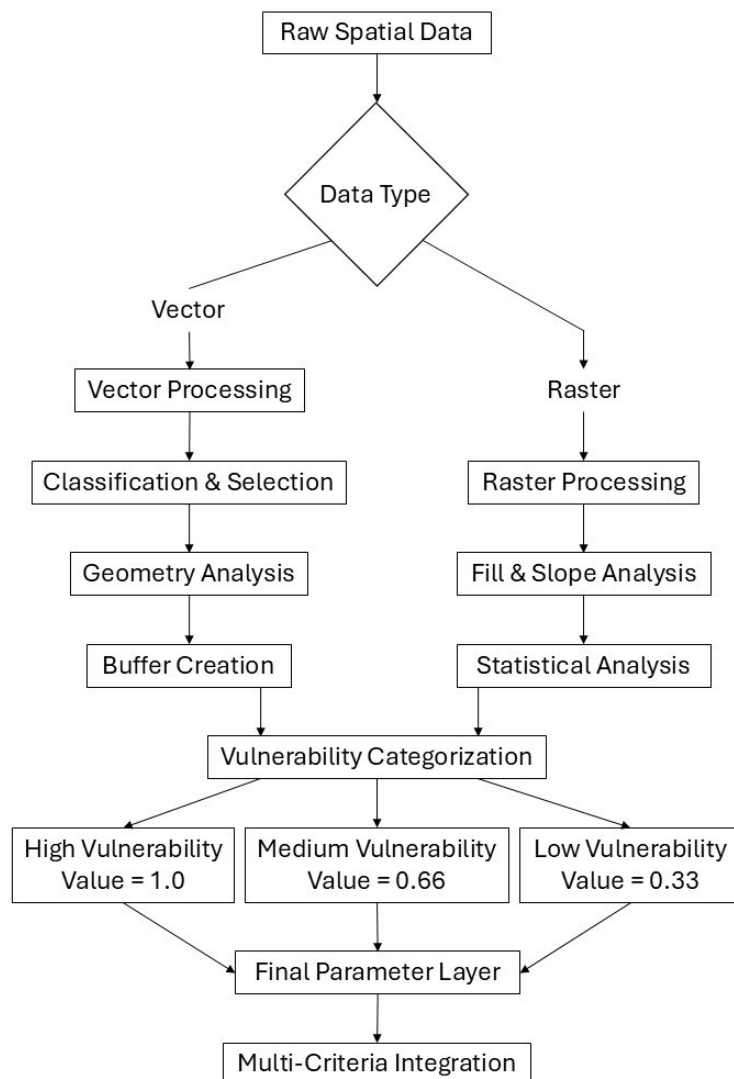 Raw Spatial Data
Data Type
Vector
Vector Processing
Raster
Classification & Selection
Raster Processing
Geometry Analysis
Fill & Slope Analysis
Buffer Creation
Statistical Analysis
Vulnerability Categorization
High Vulnerability
Value = 1.0
Medium Vulnerability
Value = 0.66
Low Vulnerability
Value = 0.33
Final Parameter Layer
Multi-Criteria Integration